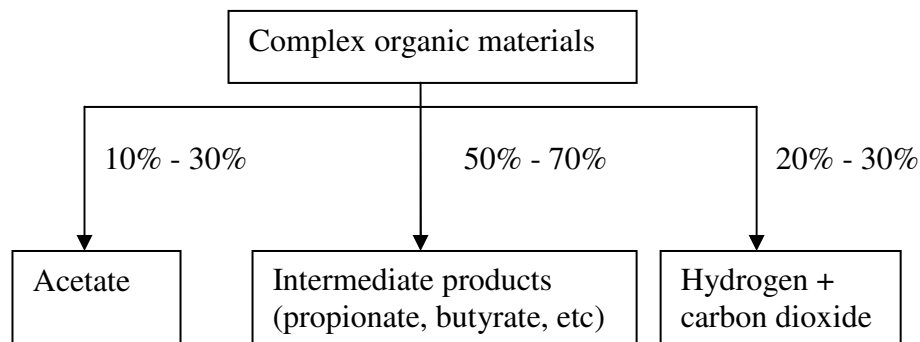 Complex organic materials
10% - 30%
50% - 70%
20% - 30%
Acetate
Intermediate products
(propionate, butyrate, etc)
Hydrogen +
carbon dioxide